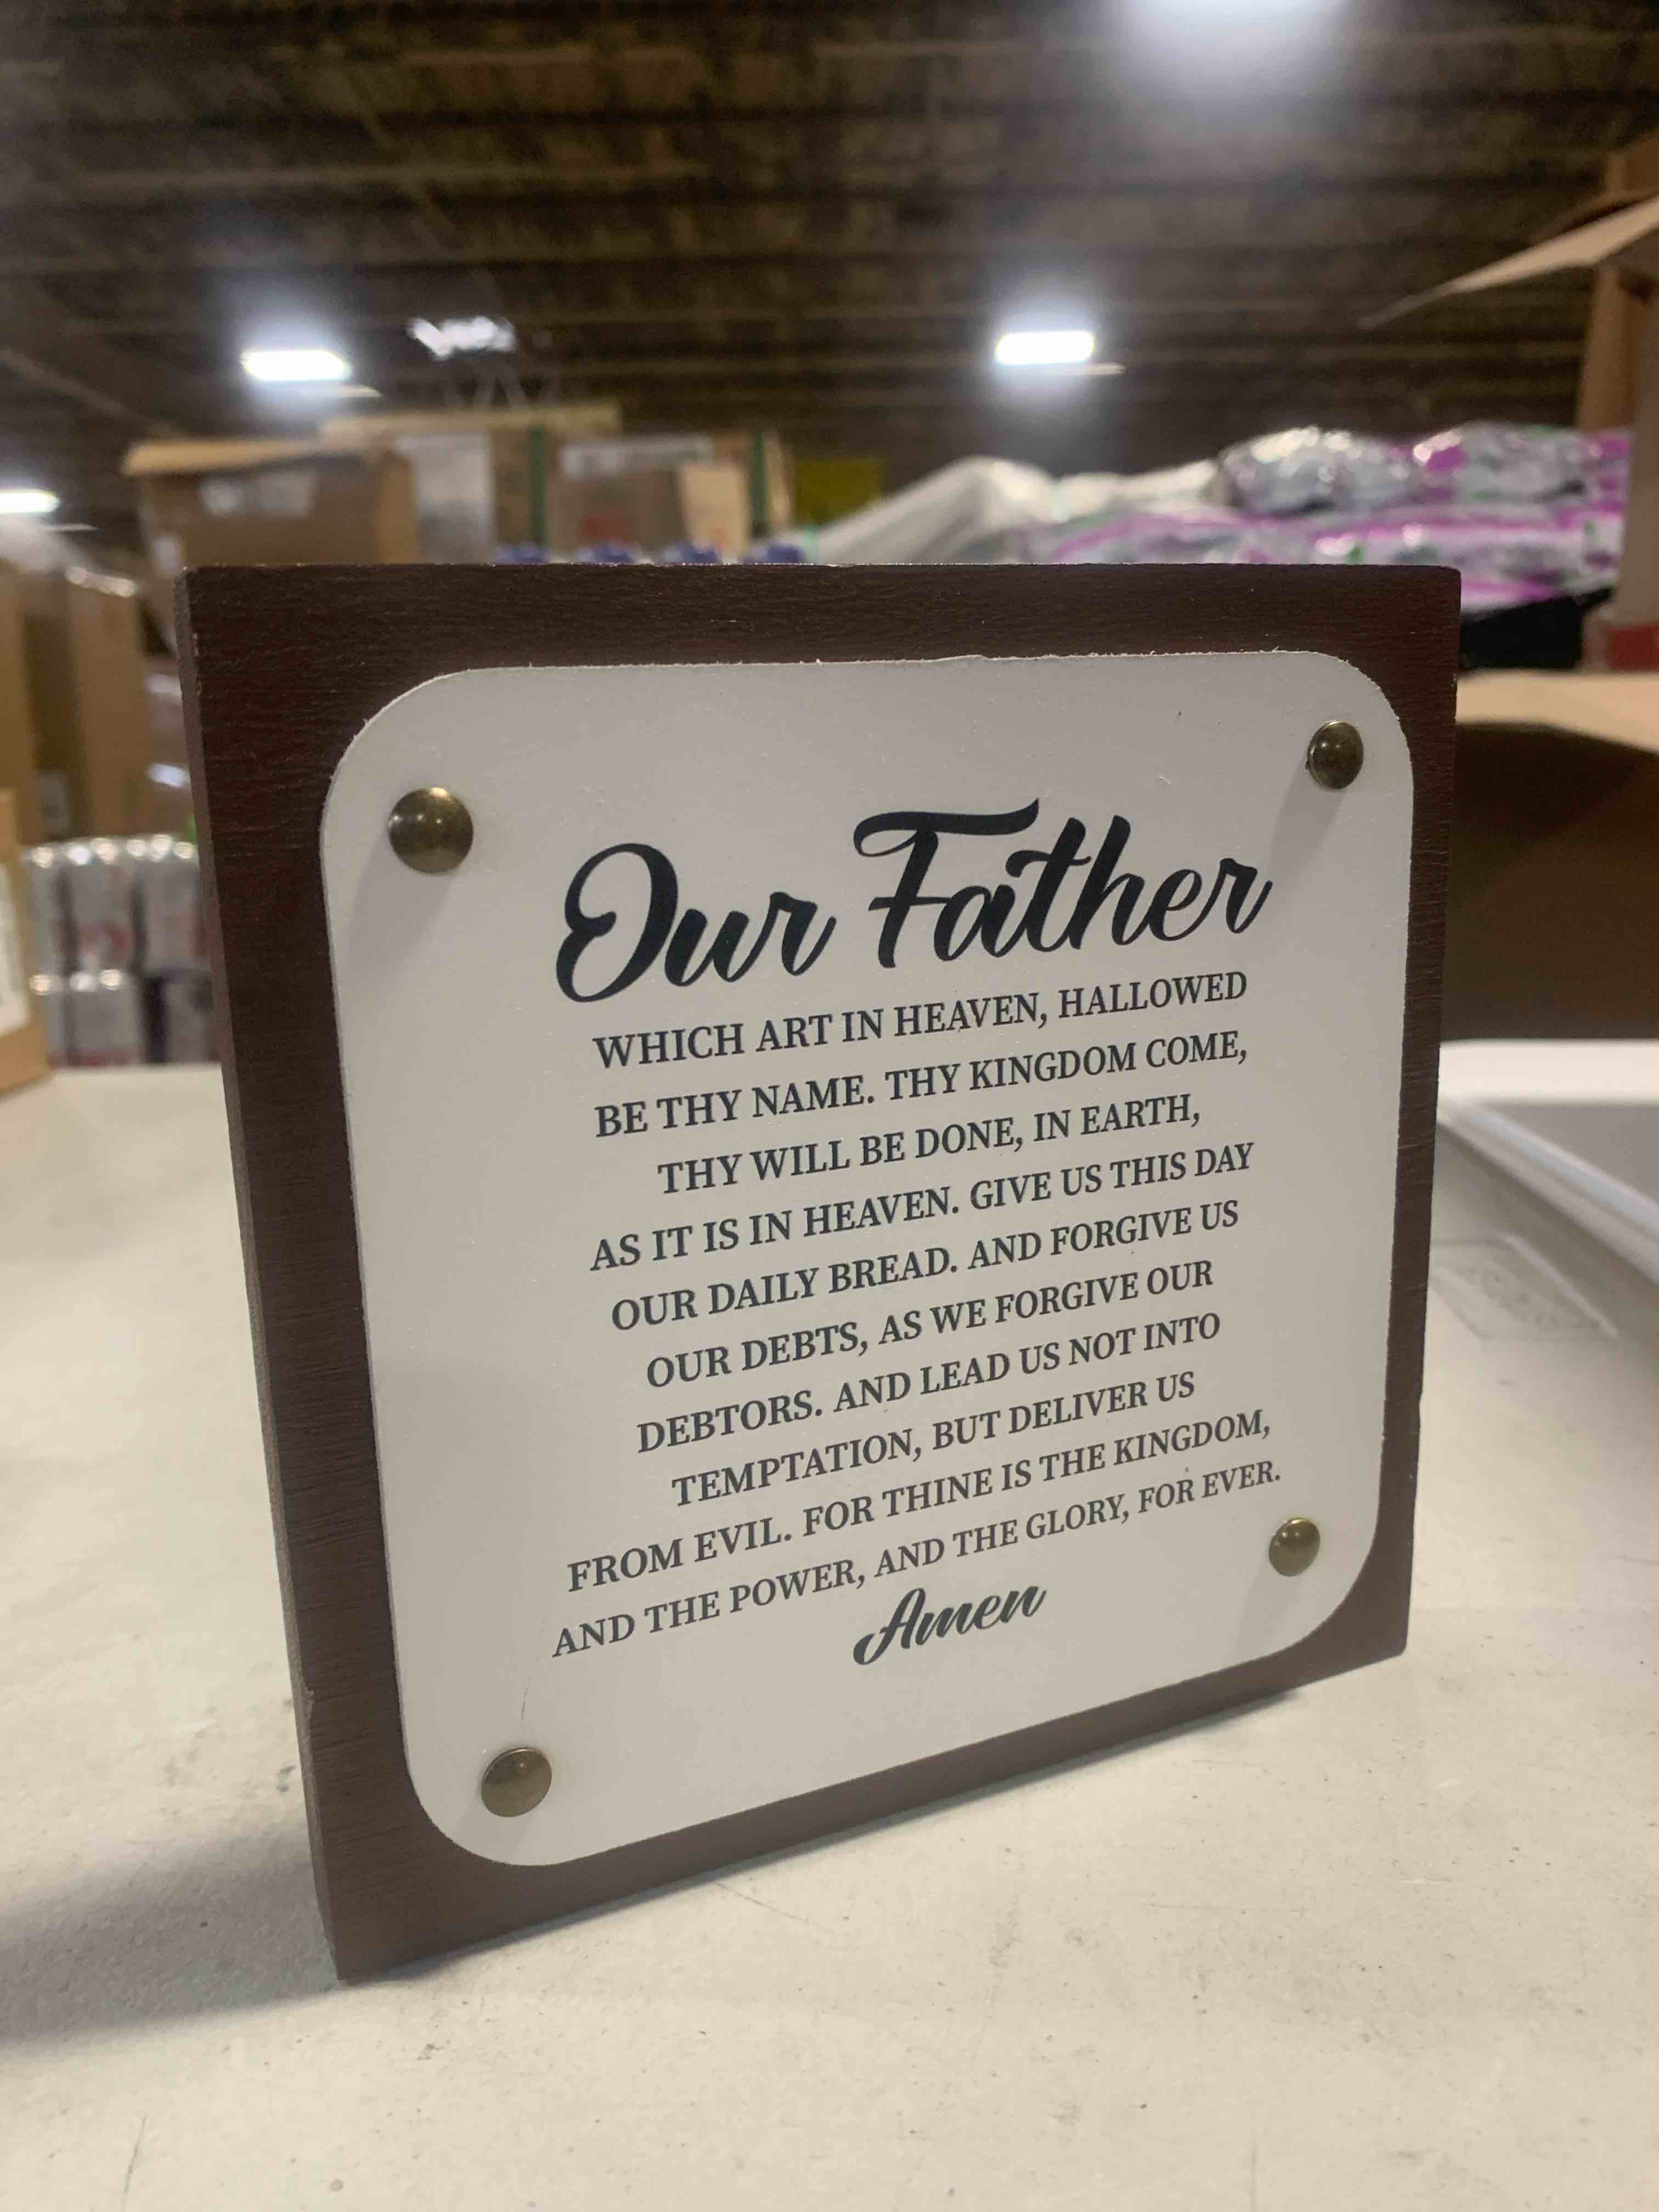 Our Father
WHICH ART IN HEAVEN, HALLOWED
BE THY NAME. THY KINGDOM COME,
THY WILL BE DONE, IN EARTH,
AS IT IS IN HEAVEN. GIVE US THIS DAY
OUR DAILY BREAD. AND FORGIVE US
OUR DEBTS, AS WE FORGIVE OUR
DEBTORS. AND LEAD US NOT INTO
TEMPTATION, BUT DELIVER US
FROM EVIL. FOR THINE IS THE KINGDOM,
AND THE POWER, AND THE GLORY, FOR EVER.
Amen